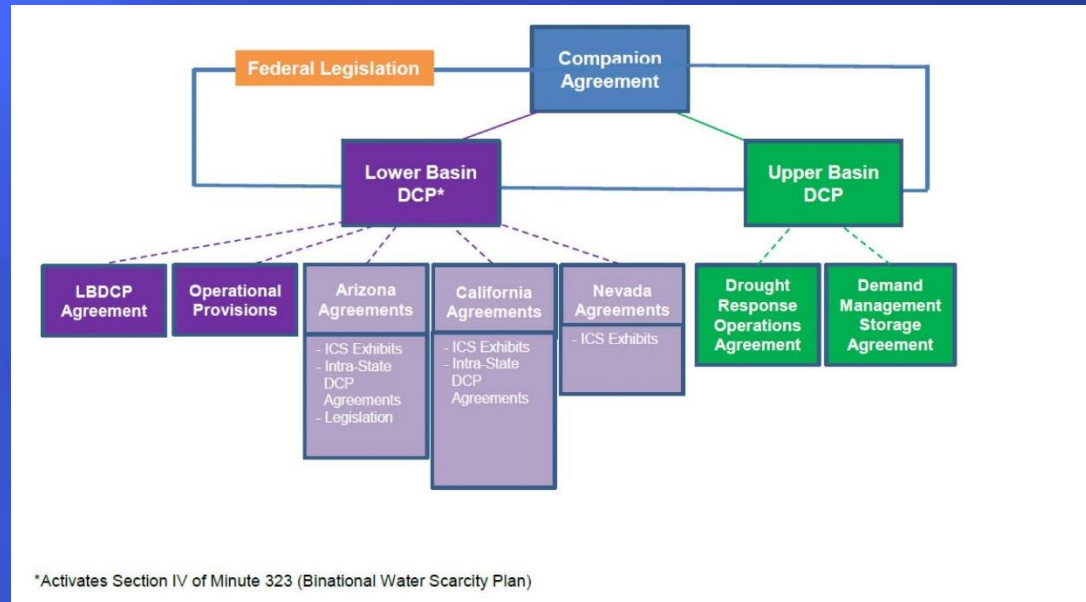 Federal Legislation
Companion
Agreement
Lower Basin
DCP*
Upper Basin
DCP
LBDCP
Agreement
Operational
Provisions
Arizona
Agreements
- ICS Exhibits
- Intra-State
DCP
Agreements
- Legislation
California
Agreements
- ICS Exhibits
- Intra-State
DCP
Agreements
Nevada
Agreements
- ICS Exhibits
Drought
Response
Operations
Agreement
Demand
Management
Storage
Agreement
*Activates Section IV of Minute 323 (Binational Water Scarcity Plan)